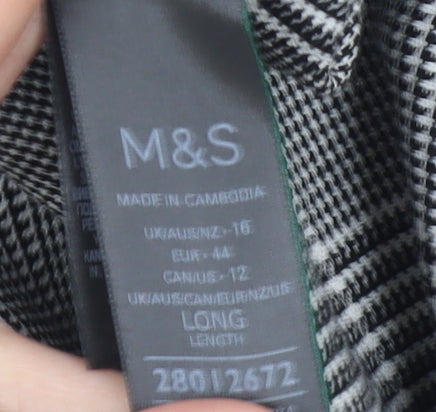 M&S
MADE IN CAMBODIA
UK/AUS/NZ - 16
EUR - 44
CAN/US - 12
UK/AUS/CAN/EUR/NZ/US
LONG
LENGTH
28012672